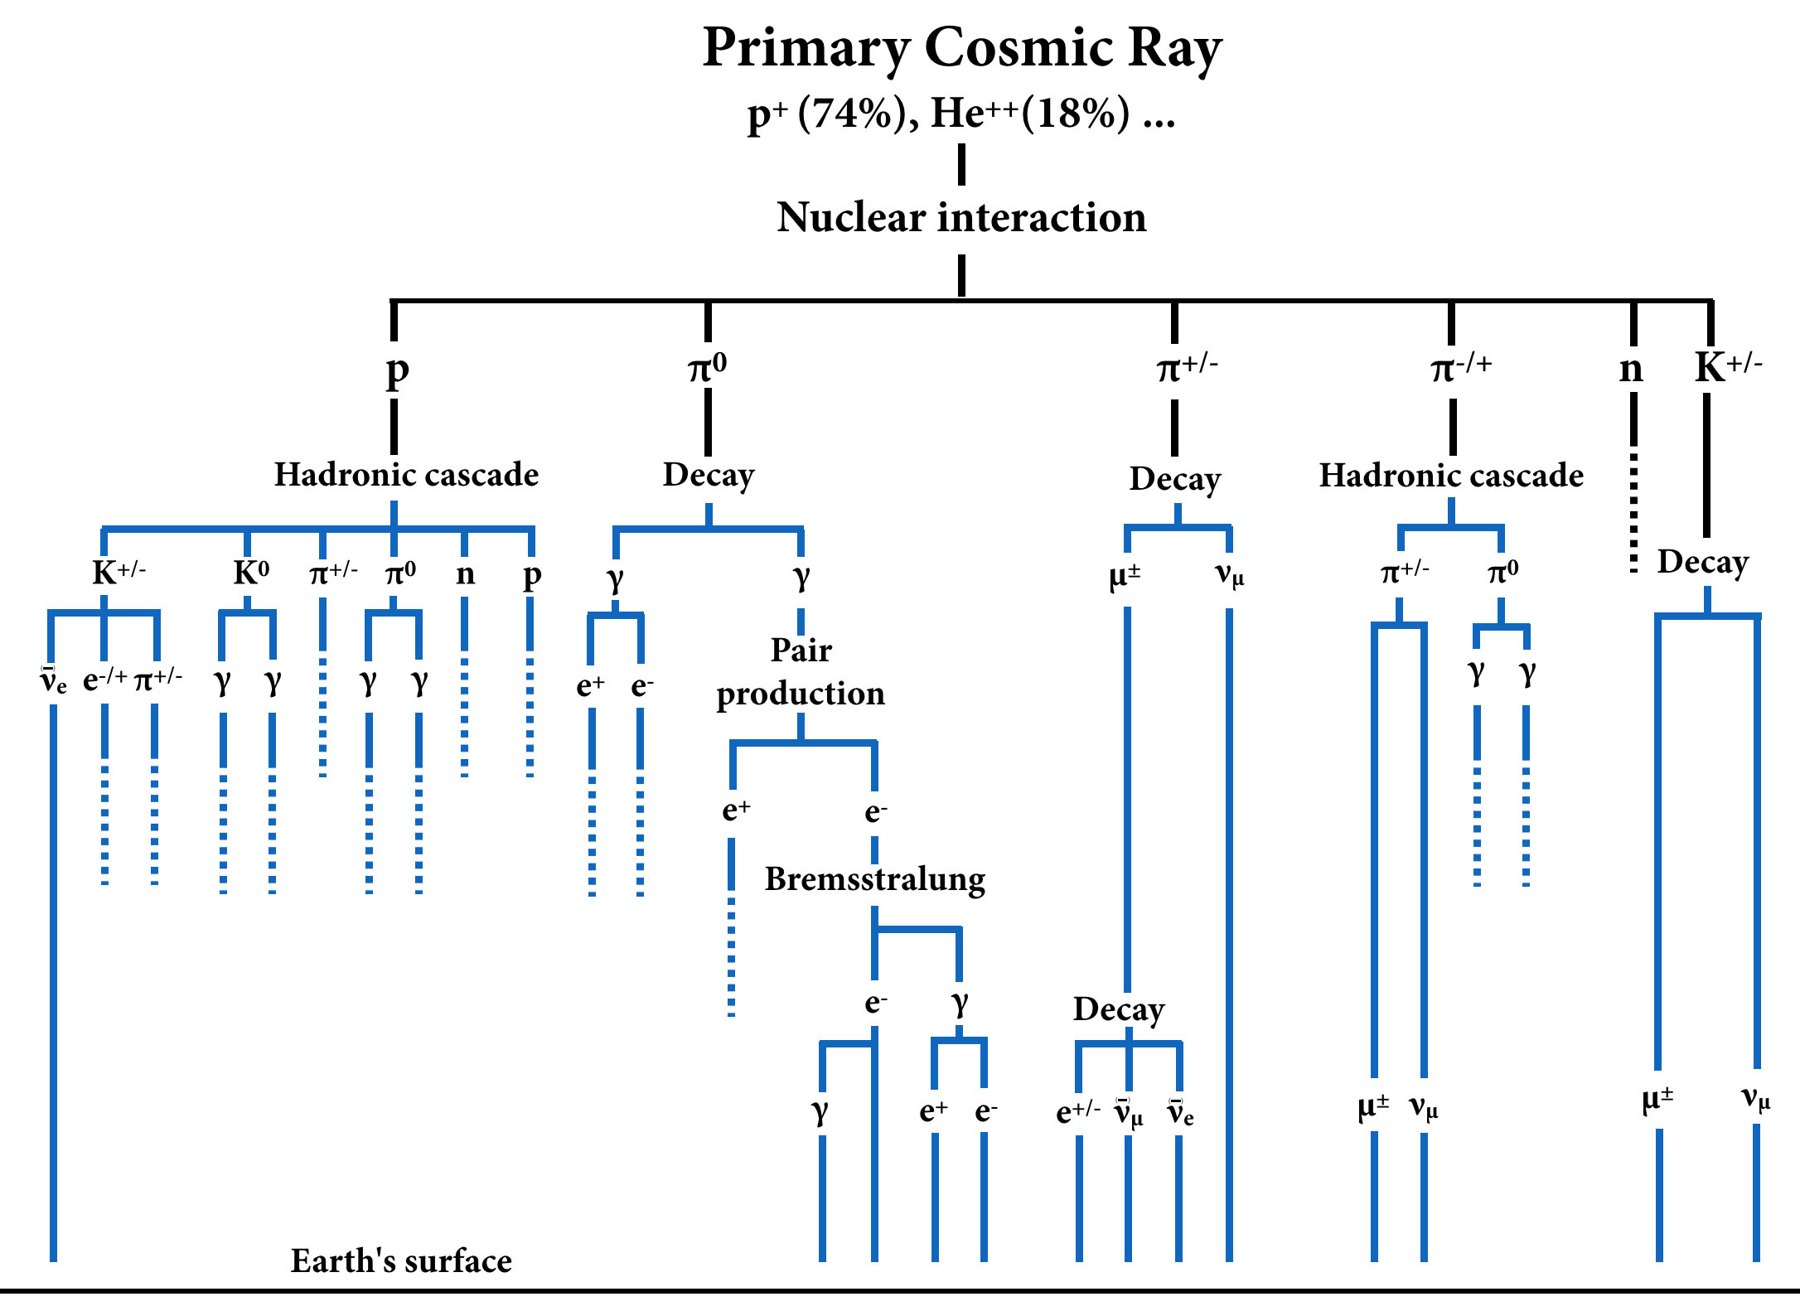 Primary Cosmic Ray
p⁺ (74%), He⁺⁺(18%) ...
Nuclear interaction
p π⁰ π⁺/⁻ π⁻/⁺ n K⁺/⁻
Hadronic cascade Decay Decay Hadronic cascade
Decay
K⁺/⁻ K⁰ π⁺/⁻ π⁰ n p γ γ μ± νμ π⁺/⁻ π⁰
Pair
production
ν̄e e⁻/⁺ π⁺/⁻ γ γ γ γ e⁺ e⁻ γ γ
e⁺ e⁻
Bremsstralung
e⁻ γ Decay
γ e⁺ e⁻ e⁺/⁻ ν̄μ ν̄e μ± νμ μ± νμ
Earth's surface